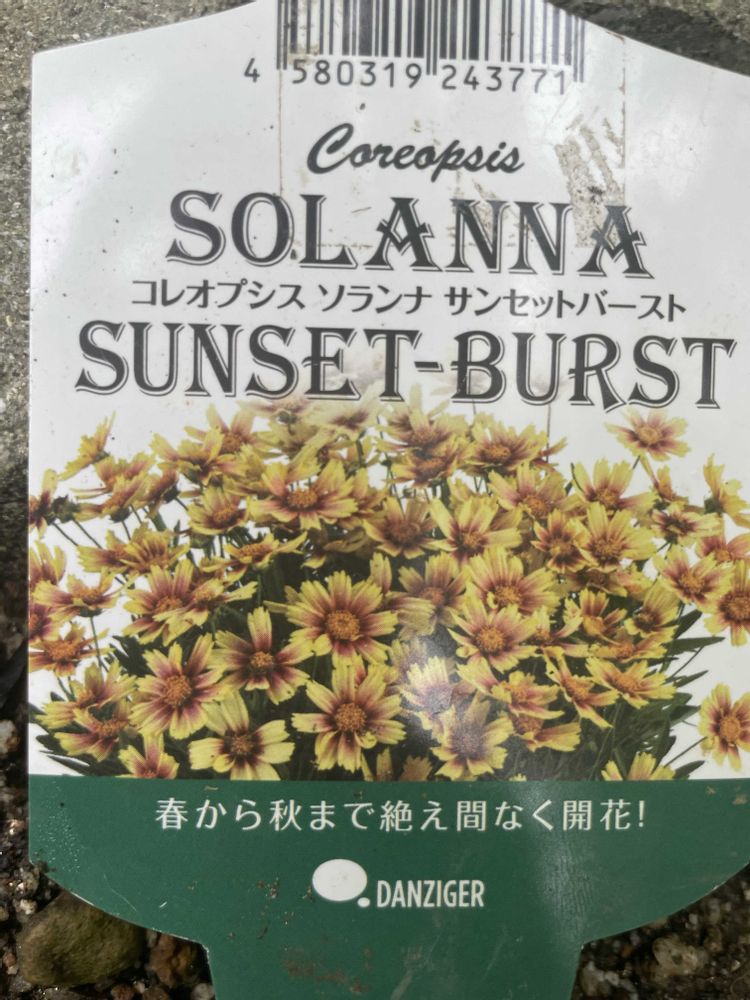 4 580319 243771
Coreopsis
SOLANNA
コレオプシス ソランナ サンセットバースト
SUNSET-BURST
春から秋まで絶え間なく開花!
DANZIGER